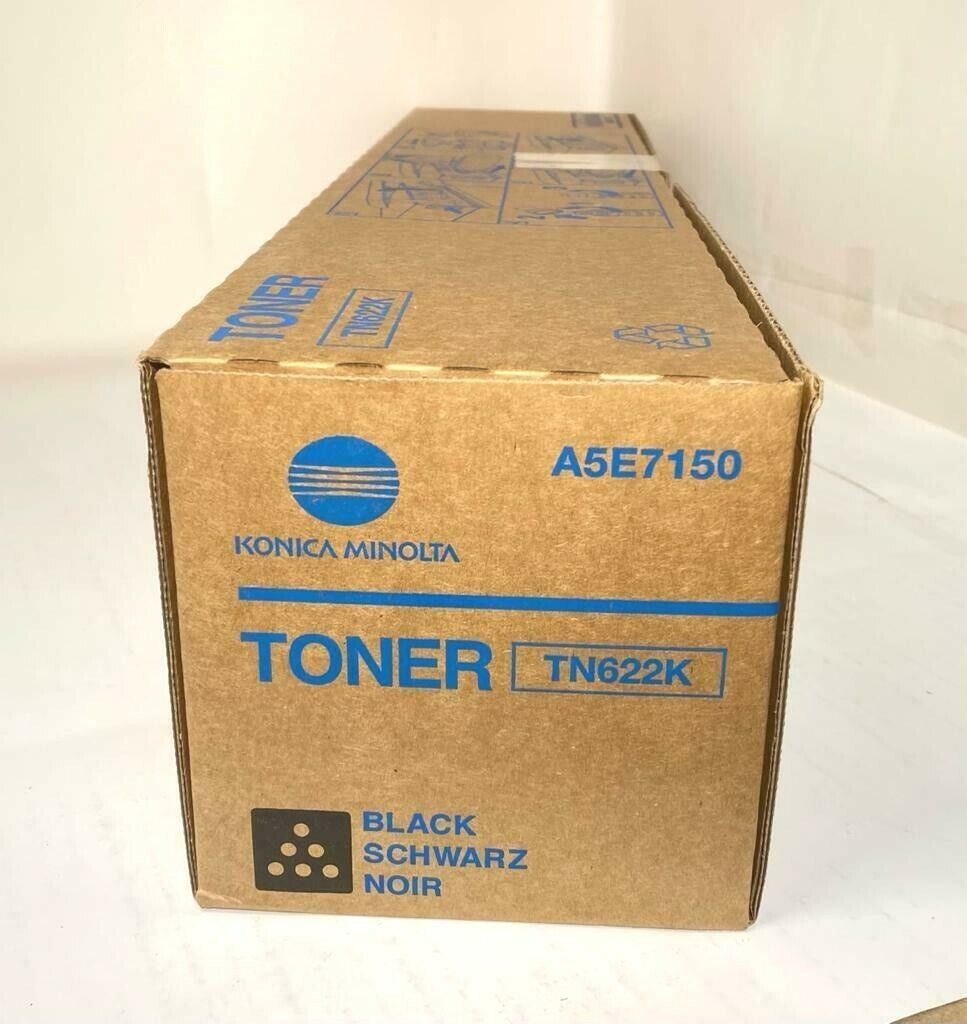 TONER
TN622K
A5E7150
KONICA MINOLTA
TONER TN622K
BLACK
SCHWARZ
NOIR